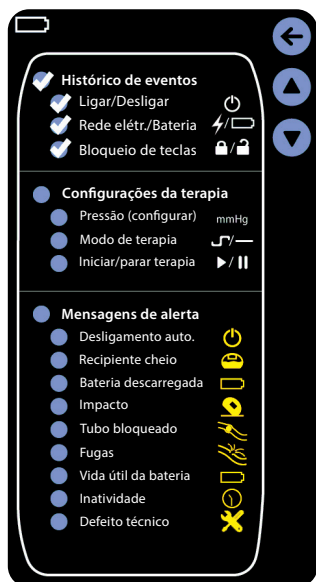 Histórico de eventos
Ligar/Desligar
Rede elétr./Bateria /
Bloqueio de teclas /
Configurações da terapia
Pressão (configurar) mmHg
Modo de terapia /
Iniciar/parar terapia /
Mensagens de alerta
Desligamento auto.
Recipiente cheio
Bateria descarregada
Impacto
Tubo bloqueado
Fugas
Vida útil da bateria
Inatividade
Defeito técnico